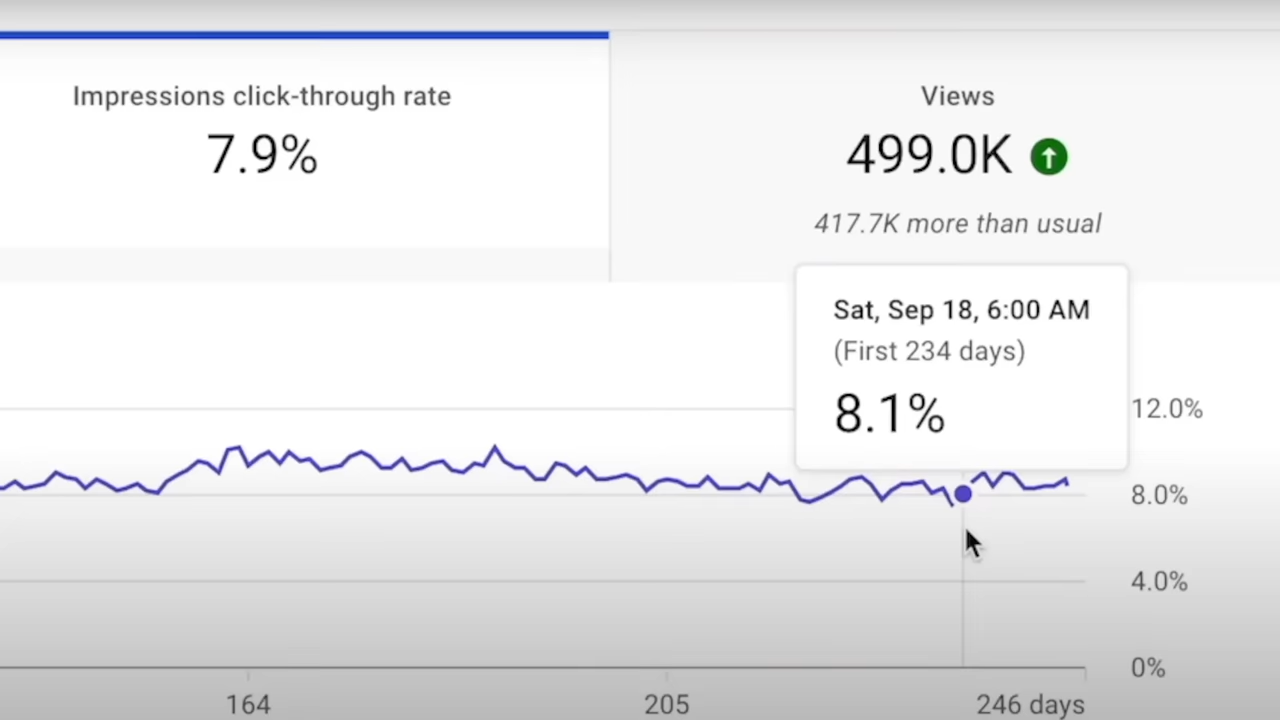 Impressions click-through rate
7.9%
Views
499.0K
417.7K more than usual
Sat, Sep 18, 6:00 AM
(First 234 days)
8.1%
12.0%
8.0%
4.0%
0%
164
205
246 days